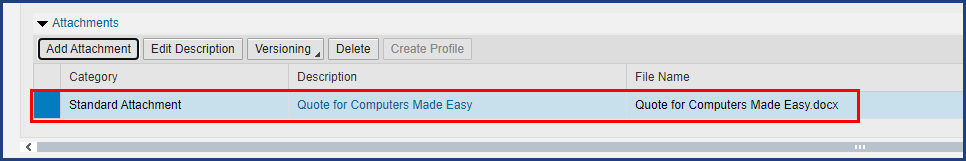 Attachments
Add Attachment Edit Description Versioning Delete Create Profile
Category Description File Name
Standard Attachment Quote for Computers Made Easy Quote for Computers Made Easy.docx